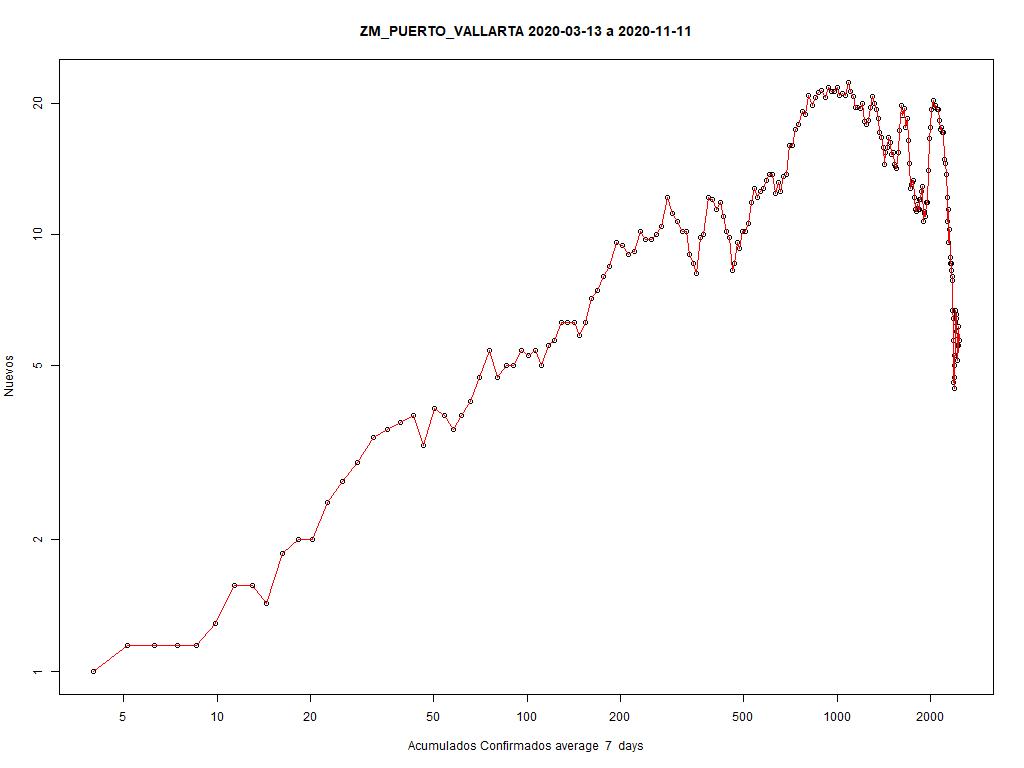 ZM_PUERTO_VALLARTA 2020-03-13 a 2020-11-11
Nuevos
20
10
5
2
1
5 10 20 50 100 200 500 1000 2000
Acumulados Confirmados average 7 days